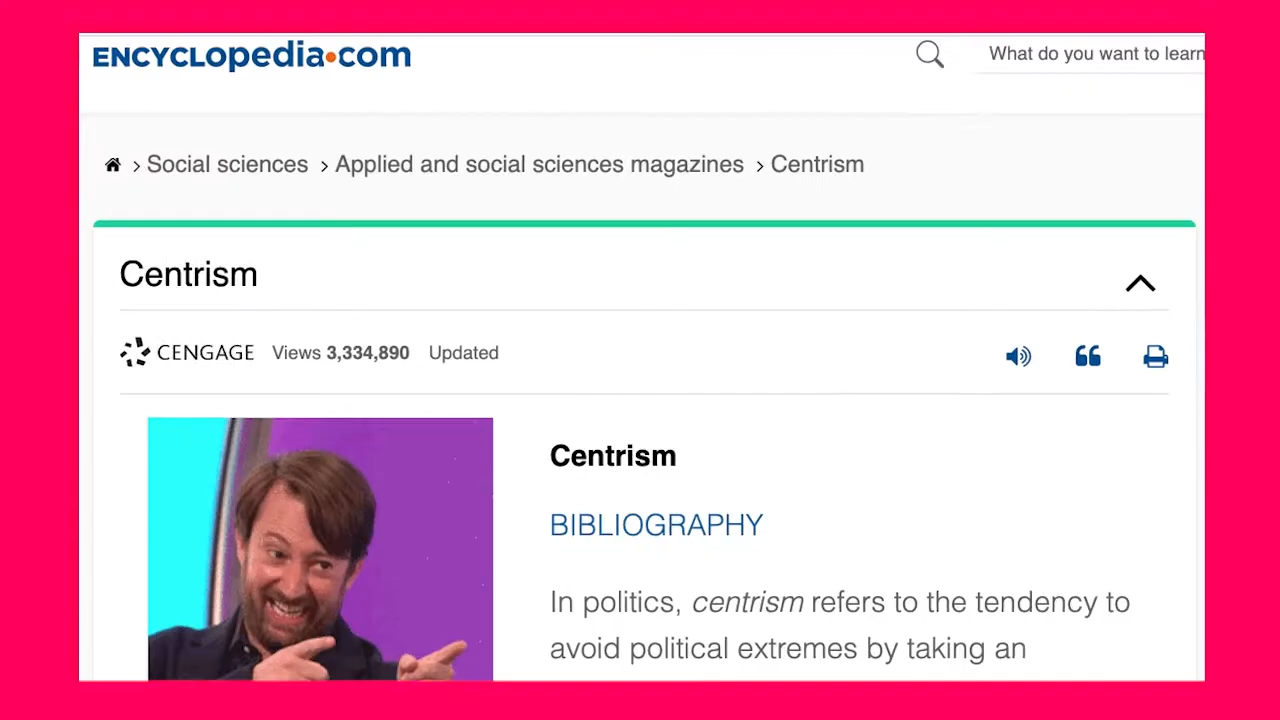 ENCYCLOpedia.com
What do you want to learn
Social sciences > Applied and social sciences magazines > Centrism
Centrism
CENGAGE Views 3,334,890 Updated
Centrism
BIBLIOGRAPHY
In politics, centrism refers to the tendency to
avoid political extremes by taking an